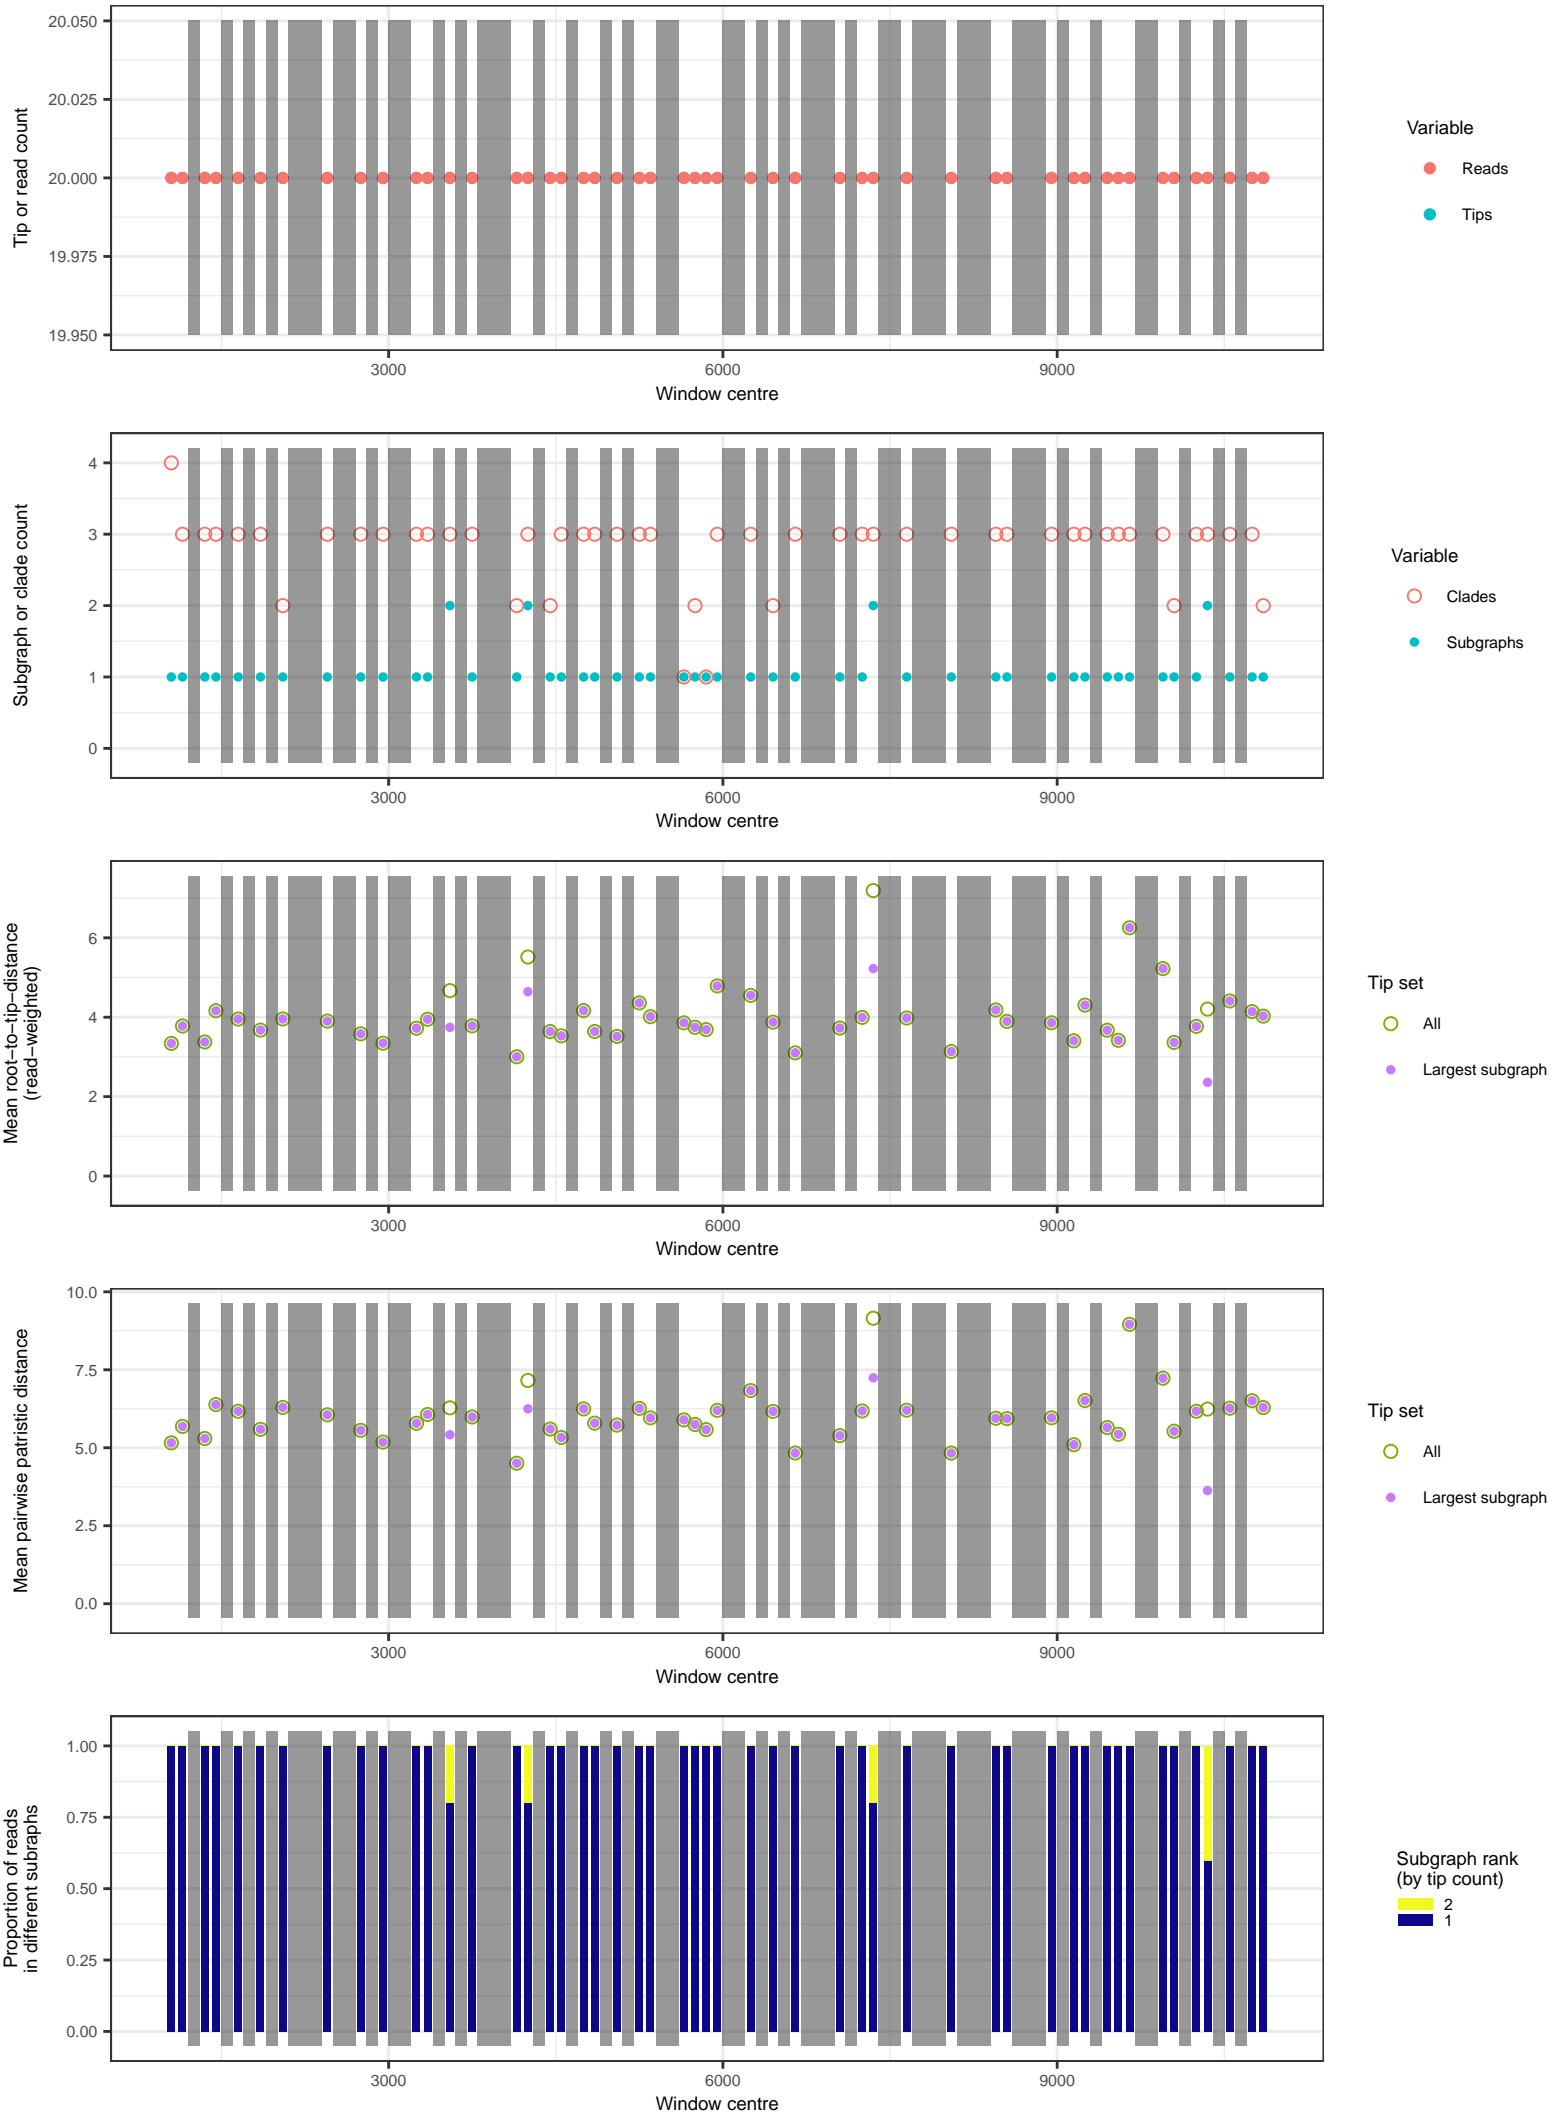 20.050
20.025
20.000
19.975
19.950
Tip or read count
3000
6000
9000
Window centre
Variable
Reads
Tips
4
3
2
1
0
Subgraph or clade count
3000
6000
9000
Window centre
Variable
Clades
Subgraphs
6
4
2
0
Mean root−to−tip−distance
(read−weighted)
3000
6000
9000
Window centre
Tip set
All
Largest subgraph
10.0
7.5
5.0
2.5
0.0
Mean pairwise patristic distance
3000
6000
9000
Window centre
Tip set
All
Largest subgraph
1.00
0.75
0.50
0.25
0.00
Proportion of reads
in different subraphs
3000
6000
9000
Window centre
Subgraph rank
(by tip count)
2
1